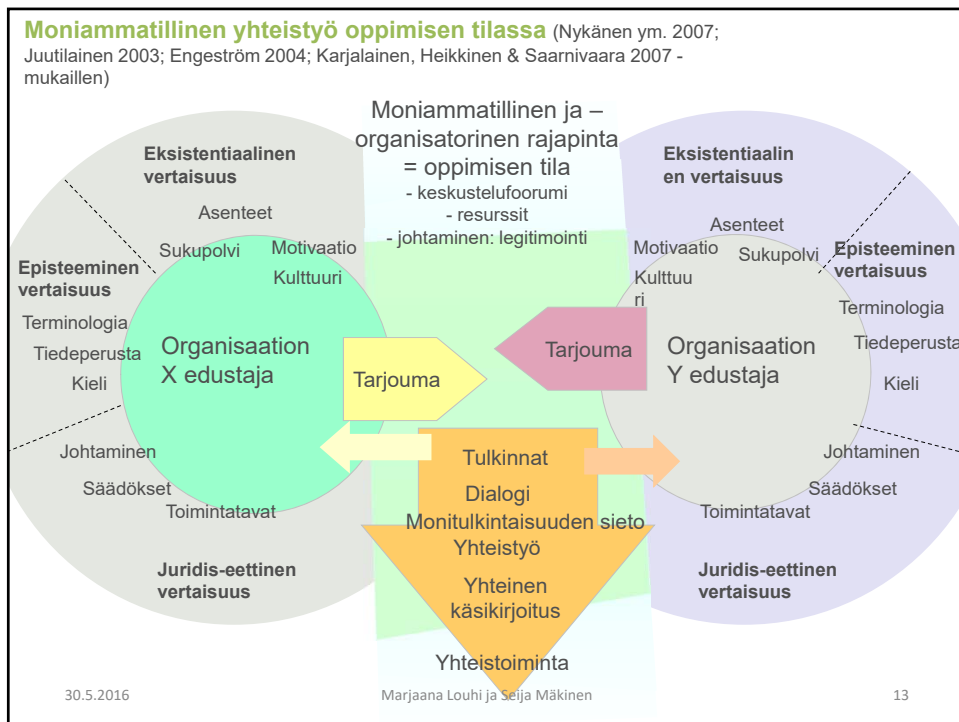 Moniammatillinen yhteistyö oppimisen tilassa (Nykänen ym. 2007;
Juutilainen 2003; Engeström 2004; Karjalainen, Heikkinen & Saarnivaara 2007 -
mukaillen)
Moniammatillinen ja –
organisatorinen rajapinta
= oppimisen tila
- keskustelufoorumi
- resurssit
- johtaminen: legitimointi
Eksistentiaalinen
vertaisuus
Asenteet
Sukupolvi
Motivaatio
Kulttuuri
Episteeminen
vertaisuus
Terminologia
Tiedeperusta
Kieli
Organisaation
X edustaja
Johtaminen
Säädökset
Toimintatavat
Juridis-eettinen
vertaisuus
Tarjouma
Tarjouma
Tulkinnat
Dialogi
Monitulkintaisuuden sieto
Yhteistyö
Yhteinen
käsikirjoitus
Yhteistoiminta
Eksistentiaalin
en vertaisuus
Asenteet
Motivaatio
Sukupolvi
Kulttuu
ri
Episteeminen
vertaisuus
Terminologia
Tiedeperusta
Kieli
Organisaation
Y edustaja
Johtaminen
Säädökset
Toimintatavat
Juridis-eettinen
vertaisuus
30.5.2016
Marjaana Louhi ja Seija Mäkinen
13